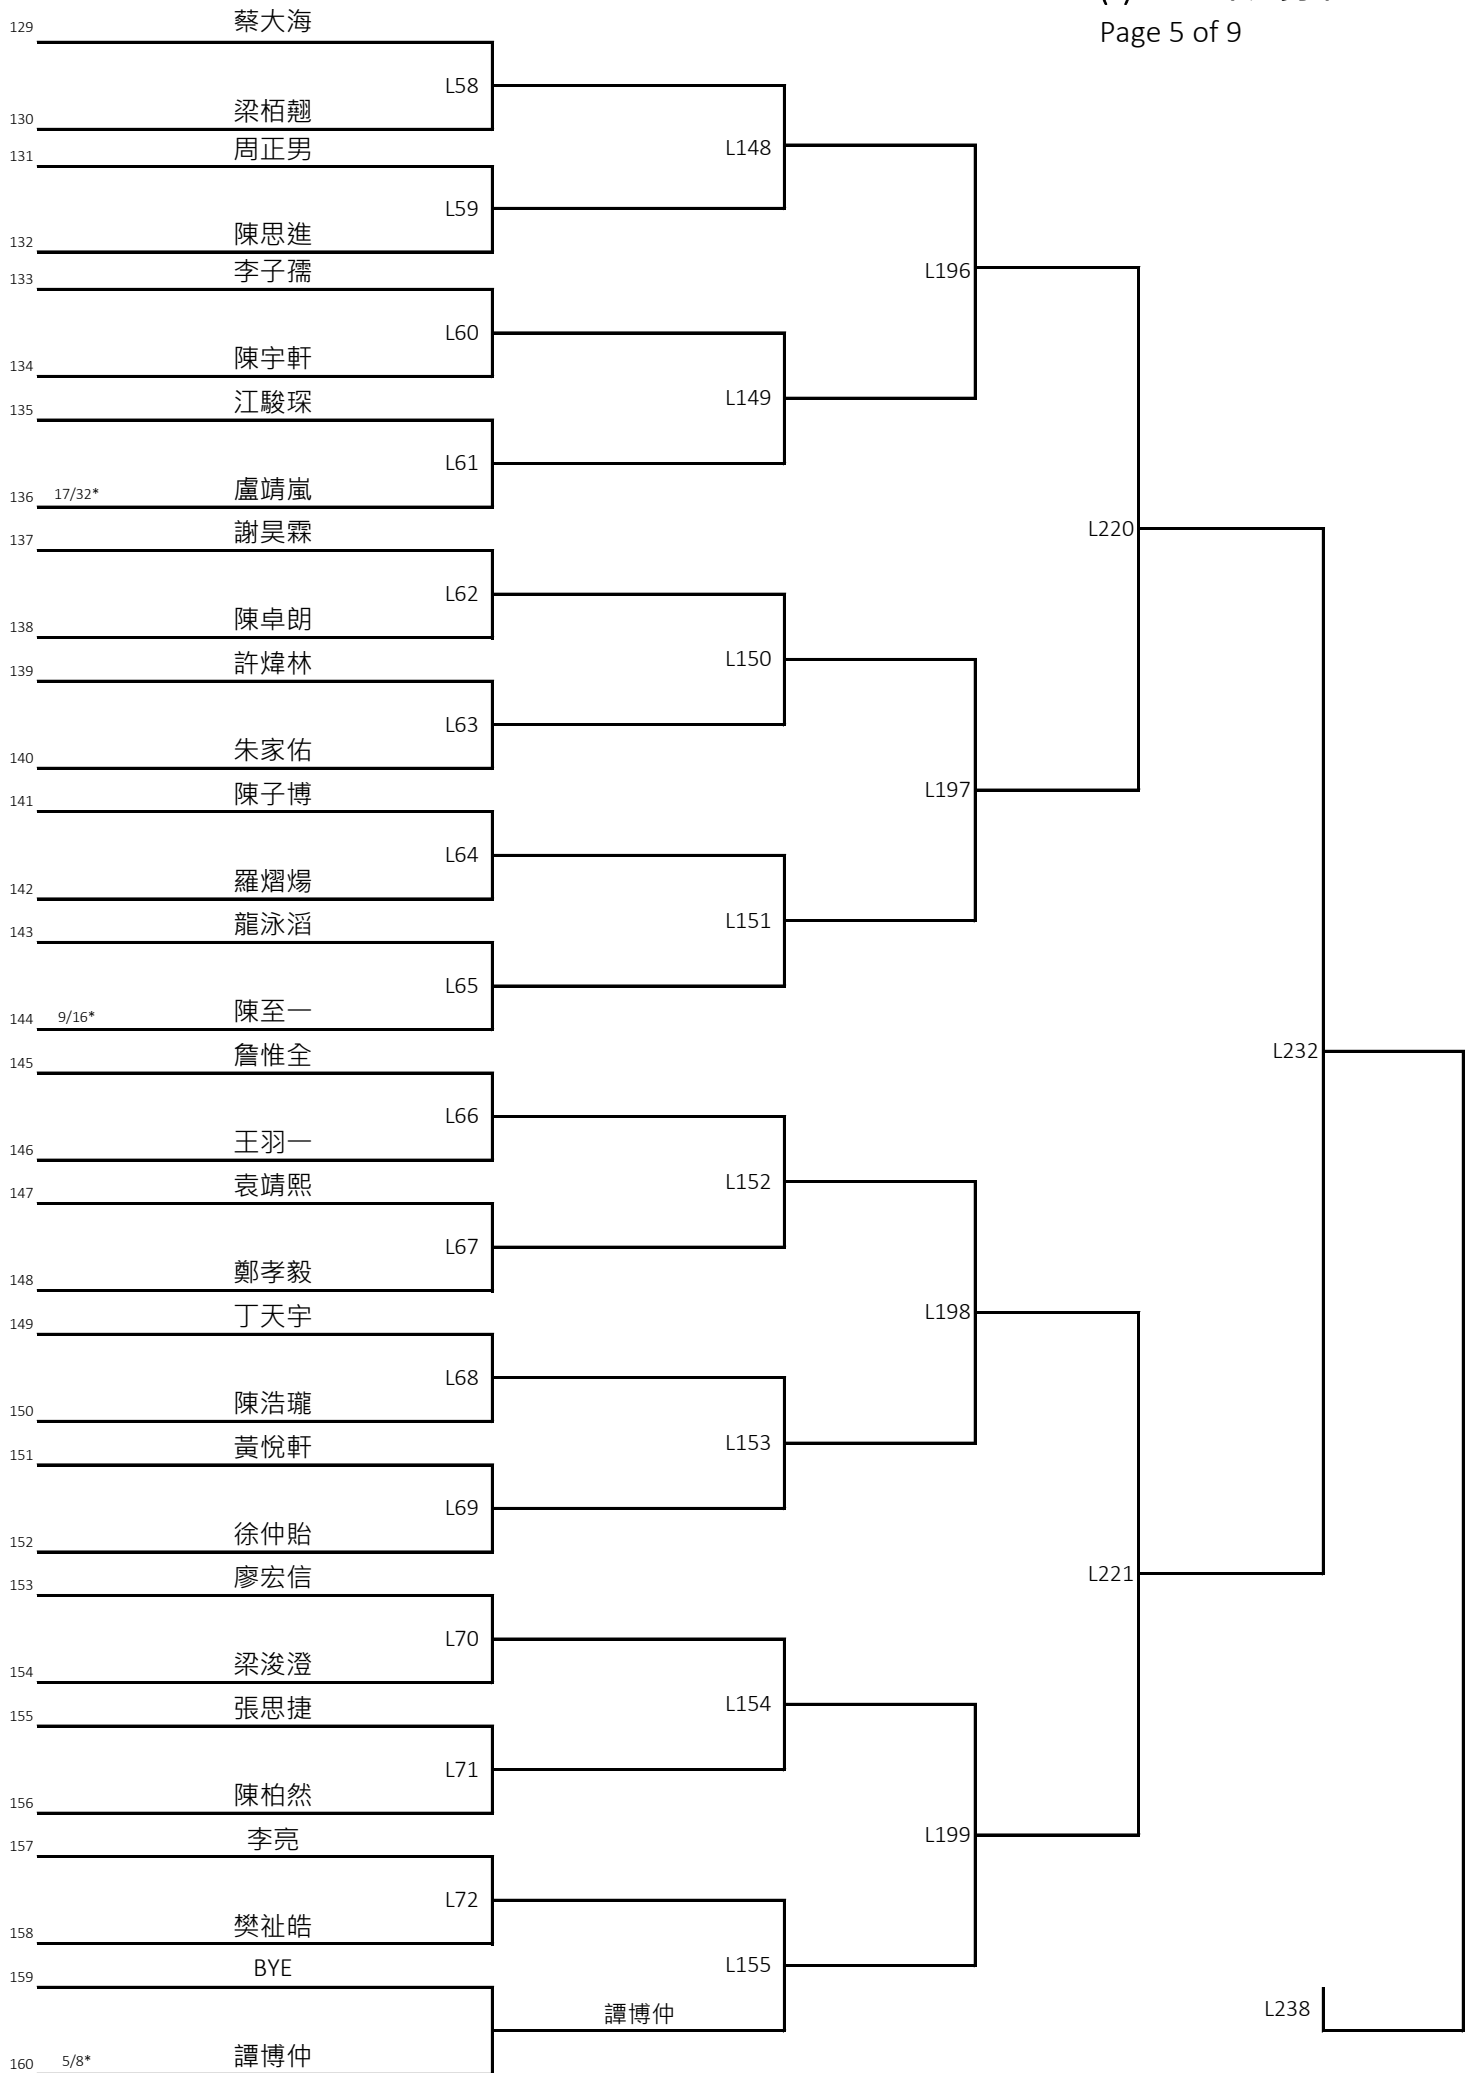 Page 5 of 9
129 蔡大海
L58
130 梁栢翹
131 周正男
L148
L59
132 陳思進
133 李子孺
L196
L60
134 陳宇軒
135 江駿琛
L149
L61
136 17/32* 盧靖嵐
137 謝昊霖
L220
L62
138 陳卓朗
139 許煒林
L150
L63
140 朱家佑
141 陳子博
L197
L64
142 羅熠煬
143 龍泳滔
L151
L65
144 9/16* 陳至一
145 詹惟全
L232
L66
146 王羽一
147 袁靖熙
L152
L67
148 鄭孝毅
149 丁天宇
L198
L68
150 陳浩瓏
151 黃悅軒
L153
L69
152 徐仲貽
153 廖宏信
L221
L70
154 梁浚澄
155 張思捷
L154
L71
156 陳柏然
157 李亮
L199
L72
158 樊祉皓
159 BYE
L155
譚博仲
L238
160 5/8* 譚博仲